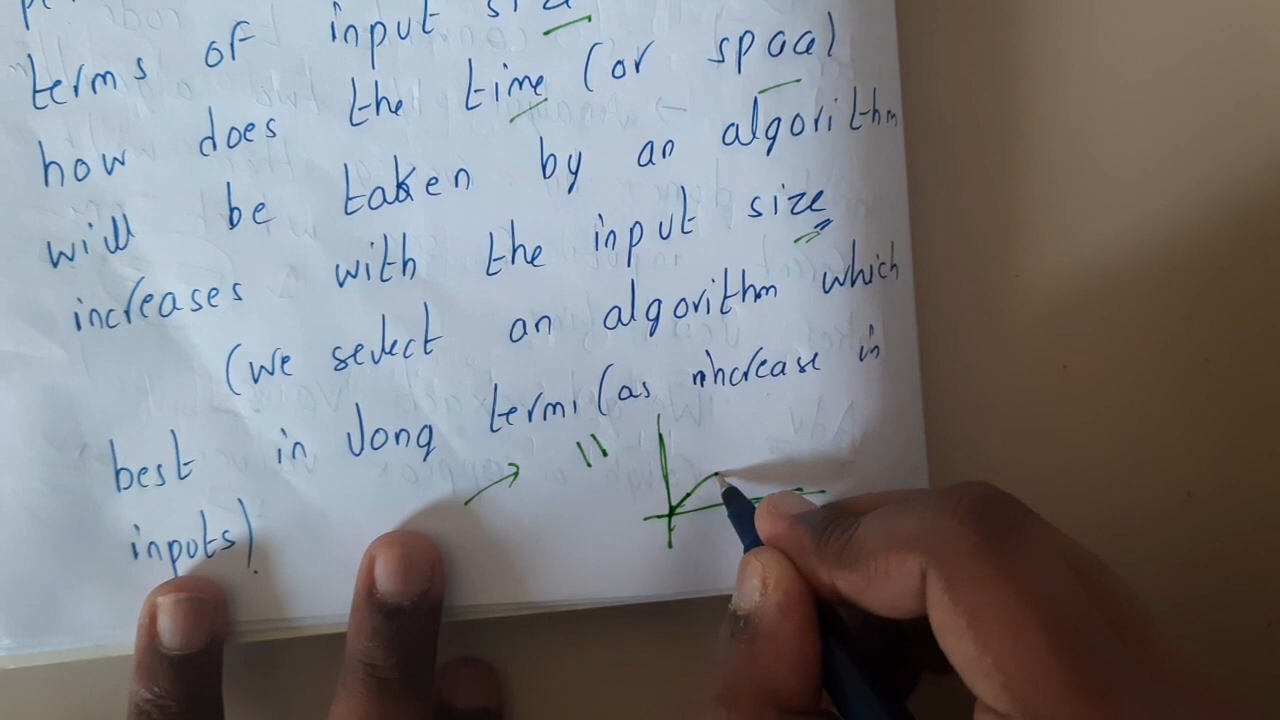 terms of input size
how does the time (or space)
will be taken by an algorithm
increases with the input size
(we select an algorithm which
best in long term (as increase in
inputs).